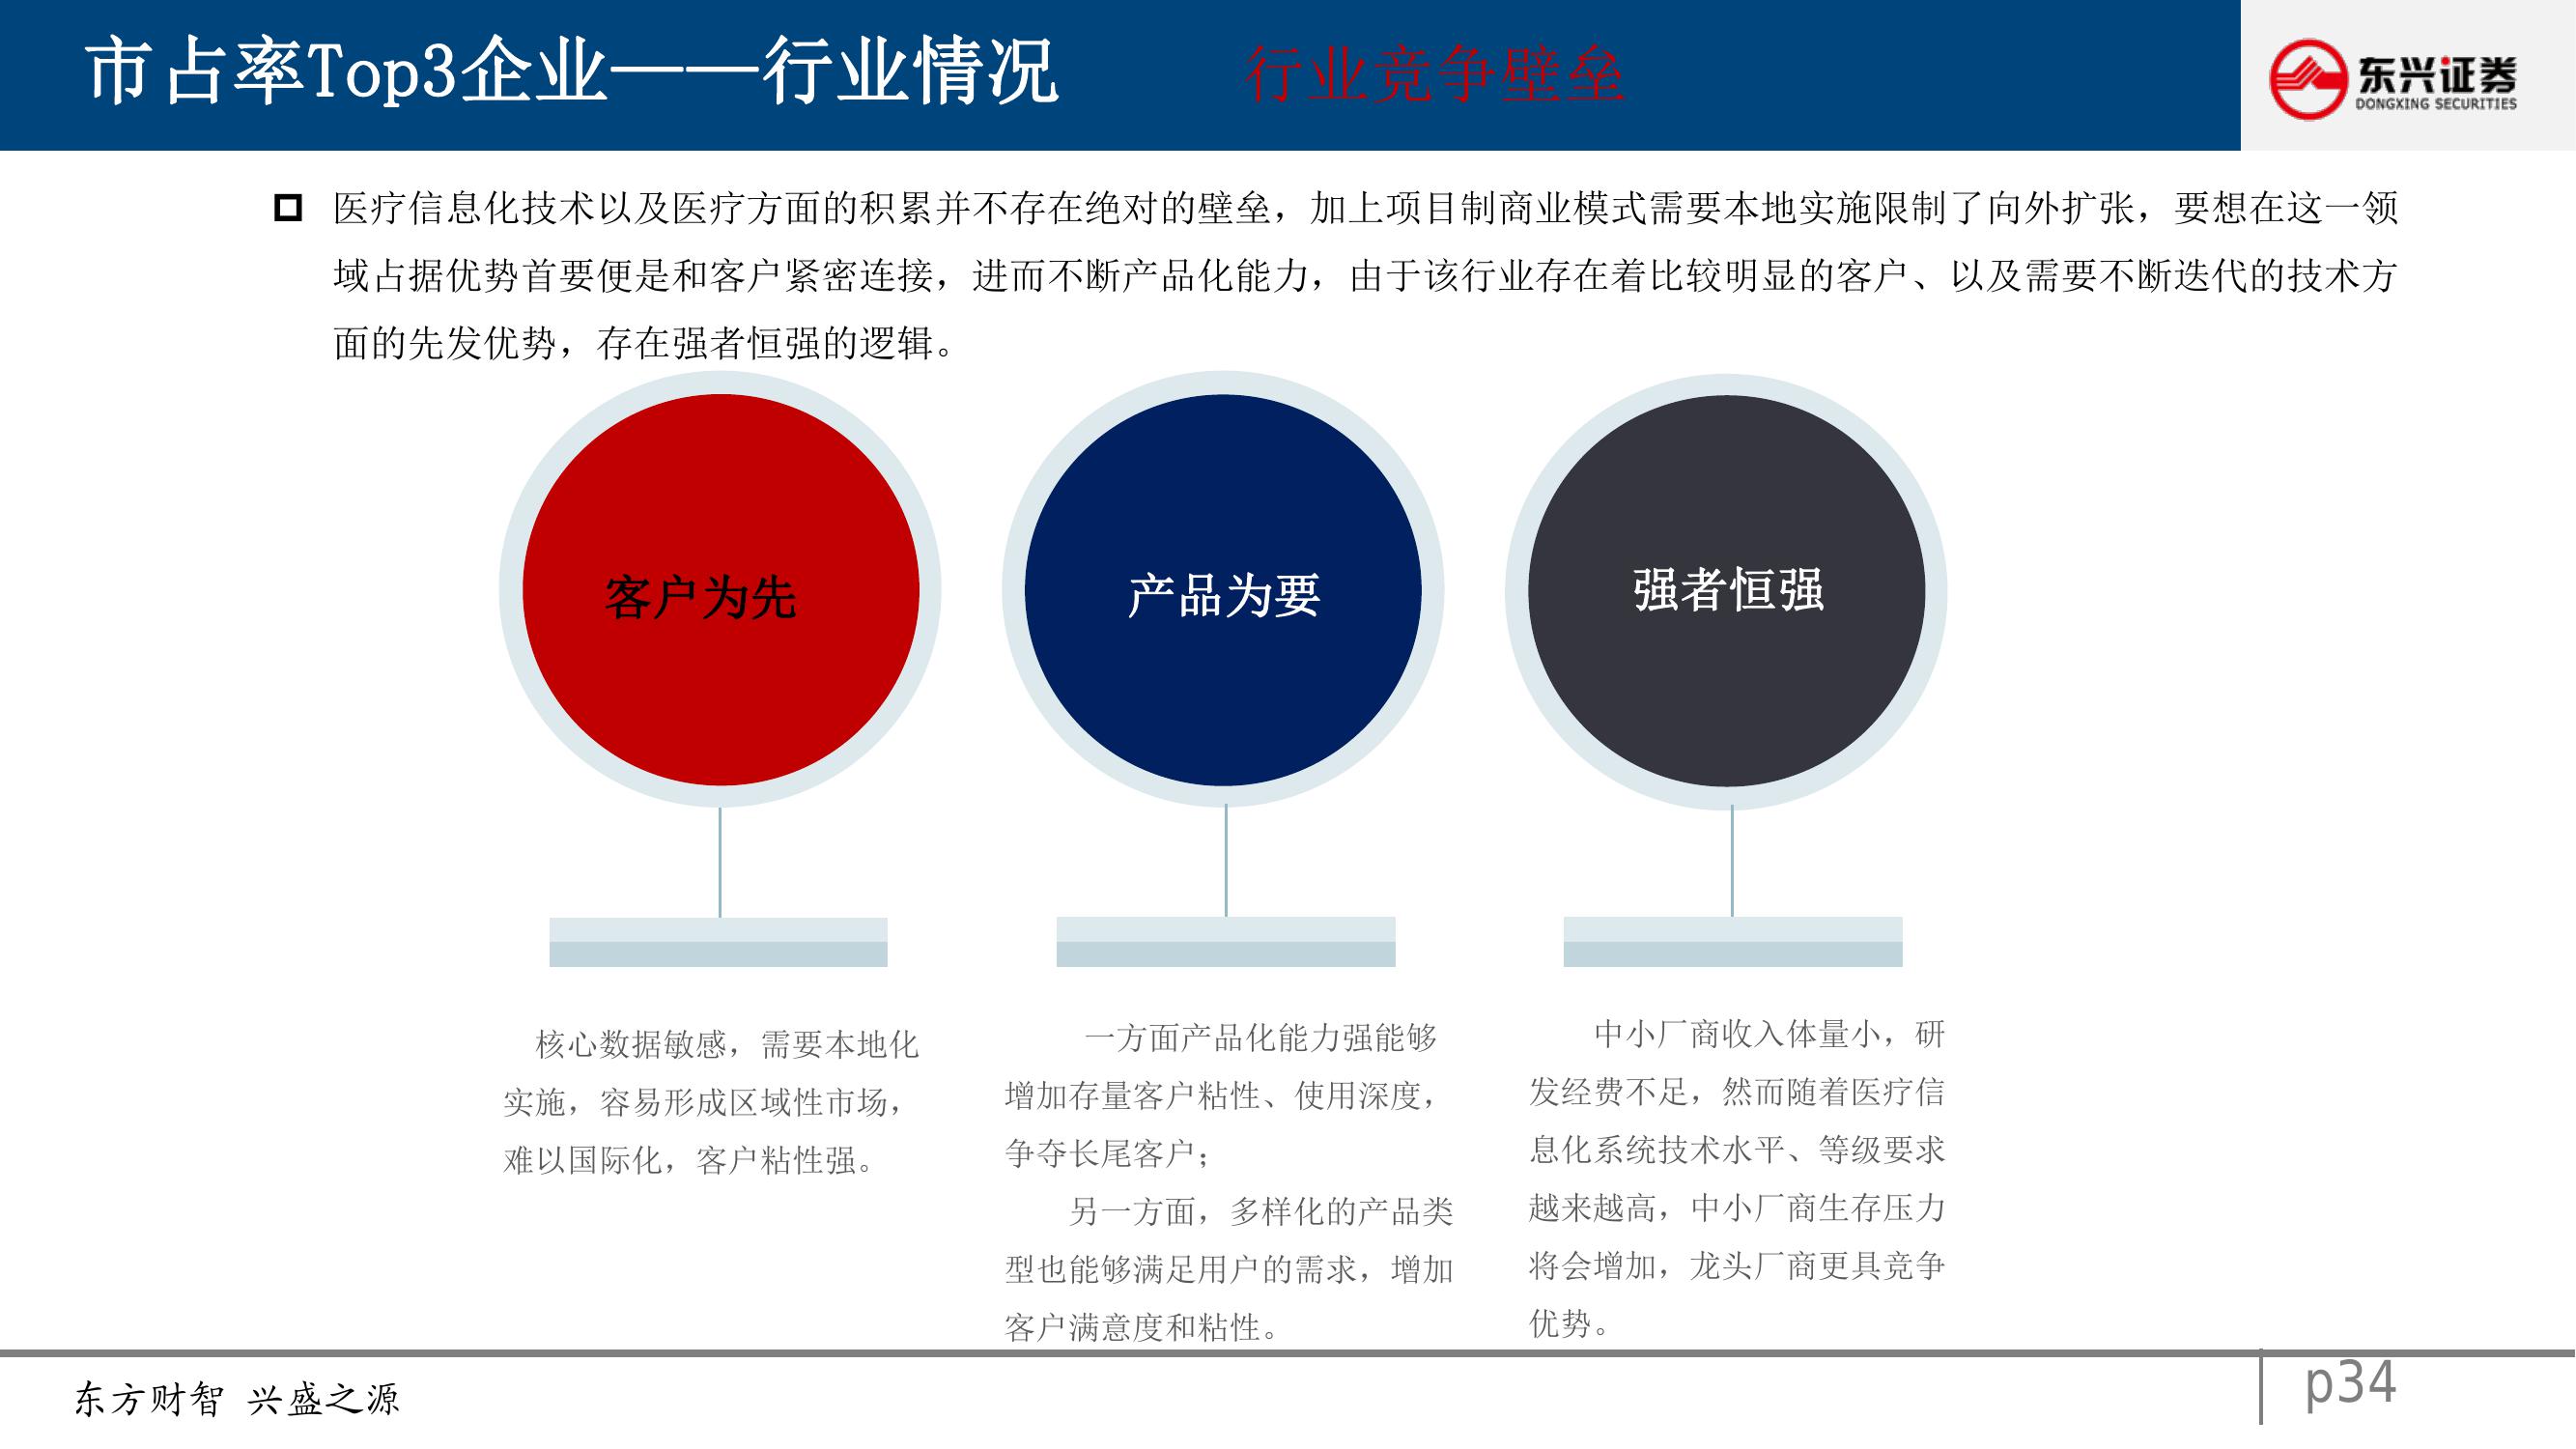 市占率Top3企业——行业情况
行业竞争壁垒
东兴证券
DONGXING SECURITIES
医疗信息化技术以及医疗方面的积累并不存在绝对的壁垒，加上项目制商业模式需要本地实施限制了向外扩张，要想在这一领
域占据优势首要便是和客户紧密连接，进而不断产品化能力，由于该行业存在着比较明显的客户、以及需要不断迭代的技术方
面的先发优势，存在强者恒强的逻辑。
客户为先
产品为要
强者恒强
核心数据敏感，需要本地化
实施，容易形成区域性市场，
难以国际化，客户粘性强。
一方面产品化能力强能够
增加存量客户粘性、使用深度，
争夺长尾客户；
另一方面，多样化的产品类
型也能够满足用户的需求，增加
客户满意度和粘性。
中小厂商收入体量小，研
发经费不足，然而随着医疗信
息化系统技术水平、等级要求
越来越高，中小厂商生存压力
将会增加，龙头厂商更具竞争
优势。
东方财智 兴盛之源
p34